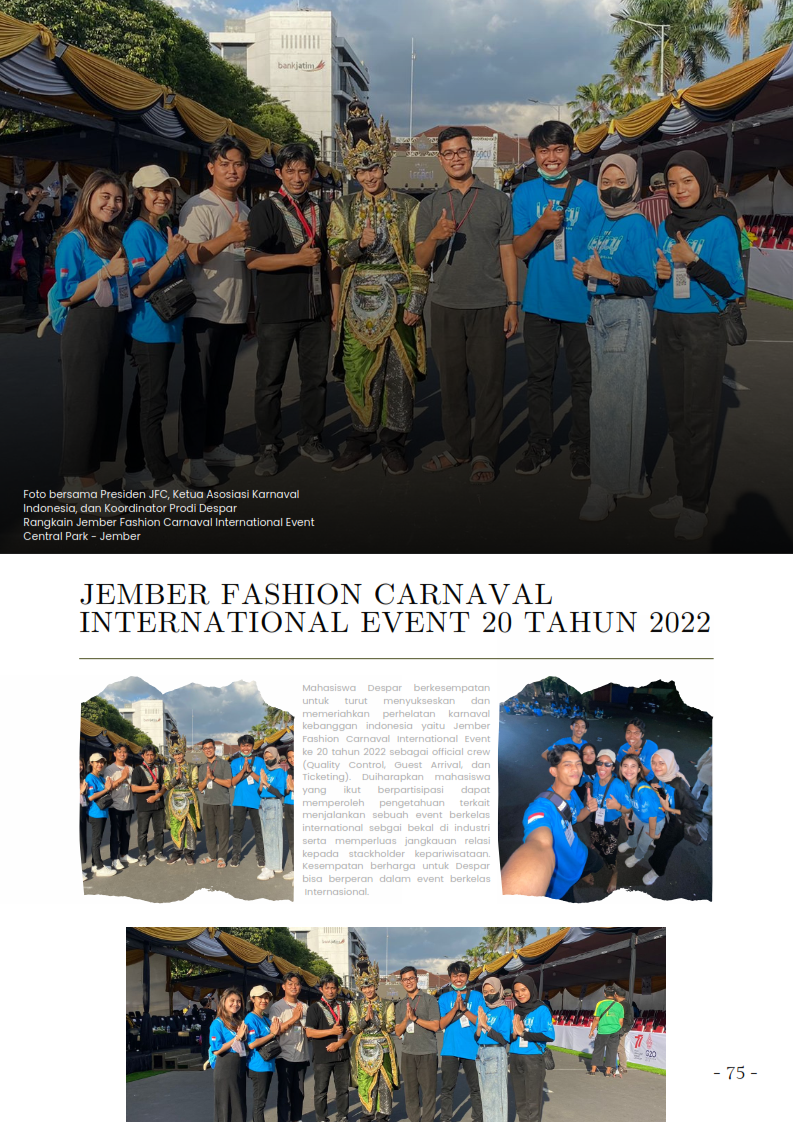 bankjatim
Legacy
Foto bersama Presiden JFC, Ketua Asosiasi Karnaval
Indonesia, dan Koordinator Prodi Despar
Rangkain Jember Fashion Carnaval International Event
Central Park - Jember
JEMBER FASHION CARNAVAL
INTERNATIONAL EVENT 20 TAHUN 2022
Mahasiswa Despar berkesempatan
untuk turut menyukseskan dan
memeriahkan perhelatan karnaval
kebanggan indonesia yaitu Jember
Fashion Carnaval International Event
ke 20 tahun 2022 sebagai official crew
(Quality Control, Guest Arrival, dan
Ticketing). Duiharapkan mahasiswa
yang ikut berpartisipasi dapat
memperoleh pengetahuan terkait
menjalankan sebuah event berkelas
international sebgai bekal di industri
serta memperluas jangkauan relasi
kepada stackholder kepariwisataan.
Kesempatan berharga untuk Despar
bisa berperan dalam event berkelas
Internasional.
G20
- 75 -